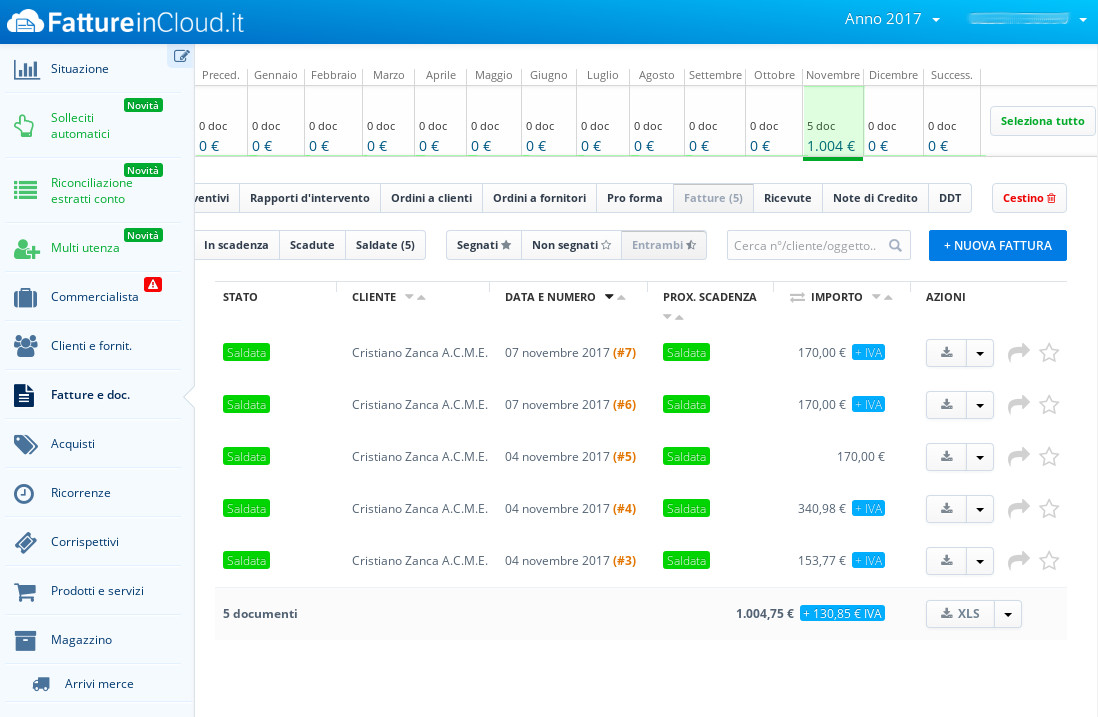 FattureinCloud.it
Anno 2017
Situazione
Novità
Solleciti
automatici
Novità
Riconciliazione
estratti conto
Novità
Multi utenza
Commercialista
Clienti e fornit.
Fatture e doc.
Acquisti
Ricorrenze
Corrispettivi
Prodotti e servizi
Magazzino
Arrivi merce
Preced. Gennaio Febbraio Marzo Aprile Maggio Giugno Luglio Agosto Settembre Ottobre Novembre Dicembre Success.
0 doc 0 doc 0 doc 0 doc 0 doc 0 doc 0 doc 0 doc 0 doc 0 doc 0 doc 5 doc 0 doc 0 doc
0 € 0 € 0 € 0 € 0 € 0 € 0 € 0 € 0 € 0 € 0 € 1.004 € 0 € 0 €
Seleziona tutto
ventivi Rapporti d'intervento Ordini a clienti Ordini a fornitori Pro forma Fatture (5) Ricevute Note di Credito DDT Cestino
In scadenza Scadute Saldate (5) Segnati Non segnati Entrambi Cerca n°/cliente/oggetto.. + NUOVA FATTURA
STATO CLIENTE DATA E NUMERO PROX. SCADENZA IMPORTO AZIONI
Saldata Cristiano Zanca A.C.M.E. 07 novembre 2017 (#7) Saldata 170,00 € + IVA
Saldata Cristiano Zanca A.C.M.E. 07 novembre 2017 (#6) Saldata 170,00 € + IVA
Saldata Cristiano Zanca A.C.M.E. 04 novembre 2017 (#5) Saldata 170,00 €
Saldata Cristiano Zanca A.C.M.E. 04 novembre 2017 (#4) Saldata 340,98 € + IVA
Saldata Cristiano Zanca A.C.M.E. 04 novembre 2017 (#3) Saldata 153,77 € + IVA
5 documenti 1.004,75 € + 130,85 € IVA XLS